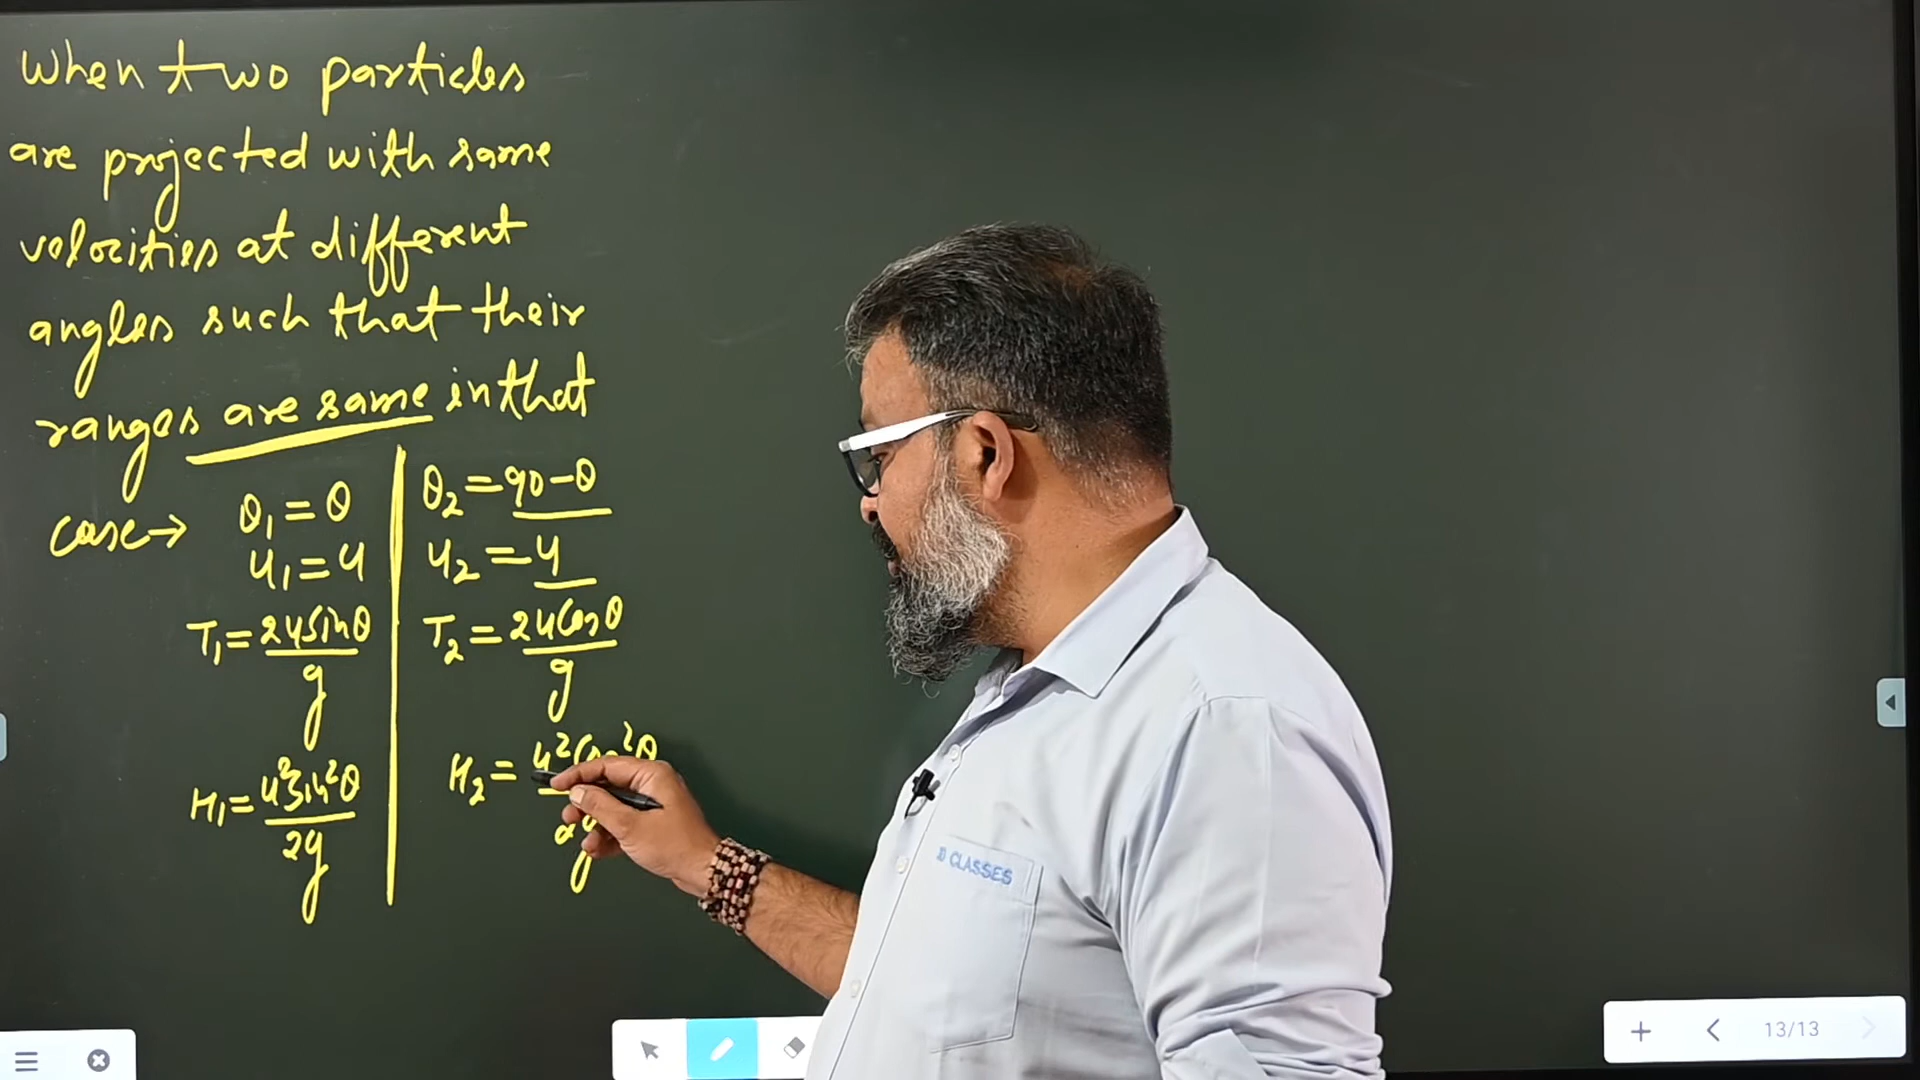 When two particles
are projected with same
velocities at different
angles such that their
ranges are same in that
case → θ₁ = θ
θ₂ = 90 - θ
u₁ = u
u₂ = u
T₁ = 2u sinθ / g
T₂ = 2u cosθ / g
H₁ = u² sin²θ / 2g
H₂ = u² cos²θ / 2g
JD CLASSES
13/13